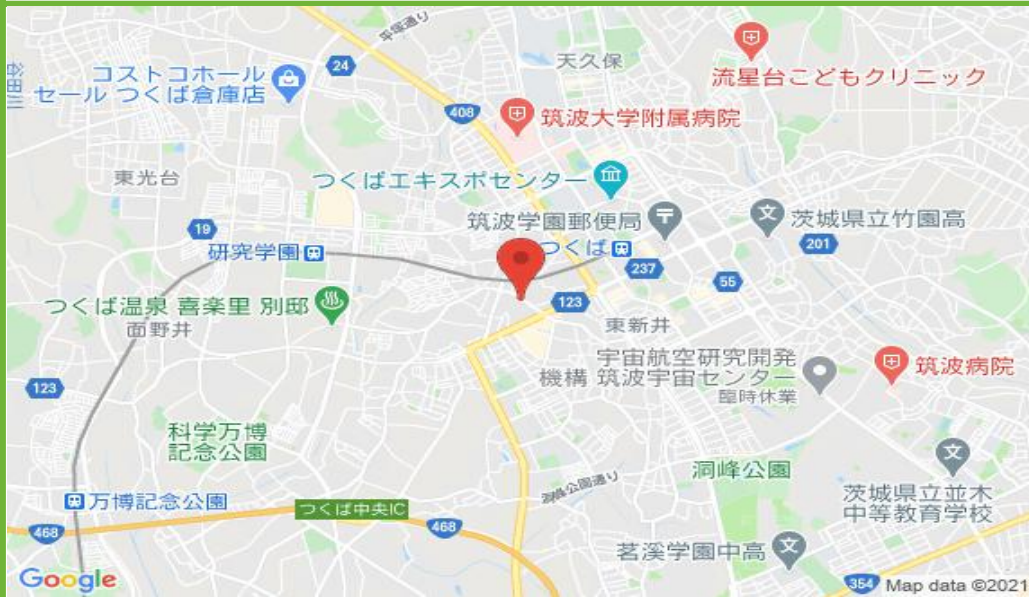 平塚通り
天久保
流星台こどもクリニック
コストコホール
セール つくば倉庫店
24
谷田川
408
筑波大学附属病院
東光台
つくばエキスポセンター
筑波学園郵便局
茨城県立竹園高
19
研究学園
つくば
201
237
55
つくば温泉 喜楽里 別邸
面野井
123
東新井
宇宙航空研究開発
機構 筑波宇宙センター
臨時休業
筑波病院
123
科学万博
記念公園
洞峰公園
洞峰公園通り
万博記念公園
つくば中央IC
茨城県立並木
中等教育学校
468
468
茗溪学園中高
354
Google
Map data ©2021